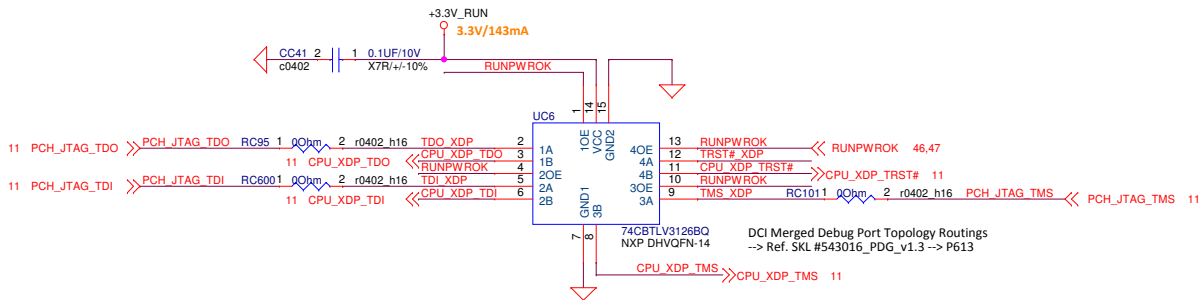 +3.3V_RUN
3.3V/143mA
CC41 2 1 0.1UF/10V
c0402 X7R/+/-10%
RUNPWROK
1 14 15
UC6
1OE VCC GND2
11 PCH_JTAG_TDO PCH_JTAG_TDO RC95 1 0Ohm 2 r0402_h16 TDO_XDP 2 1A 4OE 13 RUNPWROK RUNPWROK 46,47
11 CPU_XDP_TDO CPU_XDP_TDO 3 1B 4A 12 TRST#_XDP
RUNPWROK 4 2OE 4B 11 CPU_XDP_TRST# CPU_XDP_TRST# 11
11 PCH_JTAG_TDI PCH_JTAG_TDI RC6001 0Ohm 2 r0402_h16 TDI_XDP 5 2A 3OE 10 RUNPWROK
11 CPU_XDP_TDI CPU_XDP_TDI 6 2B 3A 9 TMS_XDP RC101 1 0Ohm 2 r0402_h16 PCH_JTAG_TMS PCH_JTAG_TMS 11
GND1 3B
7 8
74CBTLV3126BQ
NXP DHVQFN-14
DCI Merged Debug Port Topology Routings
--> Ref. SKL #543016_PDG_v1.3 --> P613
CPU_XDP_TMS CPU_XDP_TMS 11